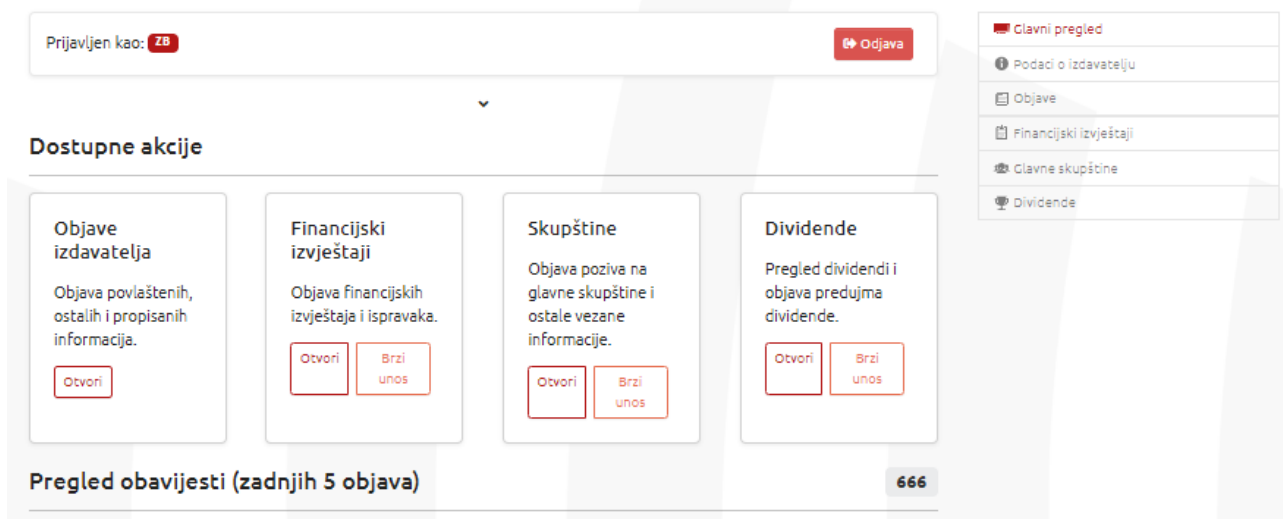 Prijavljen kao: ZB
Odjava
Dostupne akcije
Objave
izdavatelja
Objava povlaštenih,
ostalih i propisanih
informacija.
Otvori
Financijski
izvještaji
Objava financijskih
izvještaja i ispravaka.
Otvori
Brzi
unos
Skupštine
Objava poziva na
glavne skupštine i
ostale vezane
informacije.
Otvori
Brzi
unos
Dividende
Pregled dividendi i
objava predujma
dividende.
Otvori
Brzi
unos
Pregled obavijesti (zadnjih 5 objava)
666
Glavni pregled
Podaci o izdavatelju
Objave
Financijski izvještaji
Glavne skupštine
Dividende